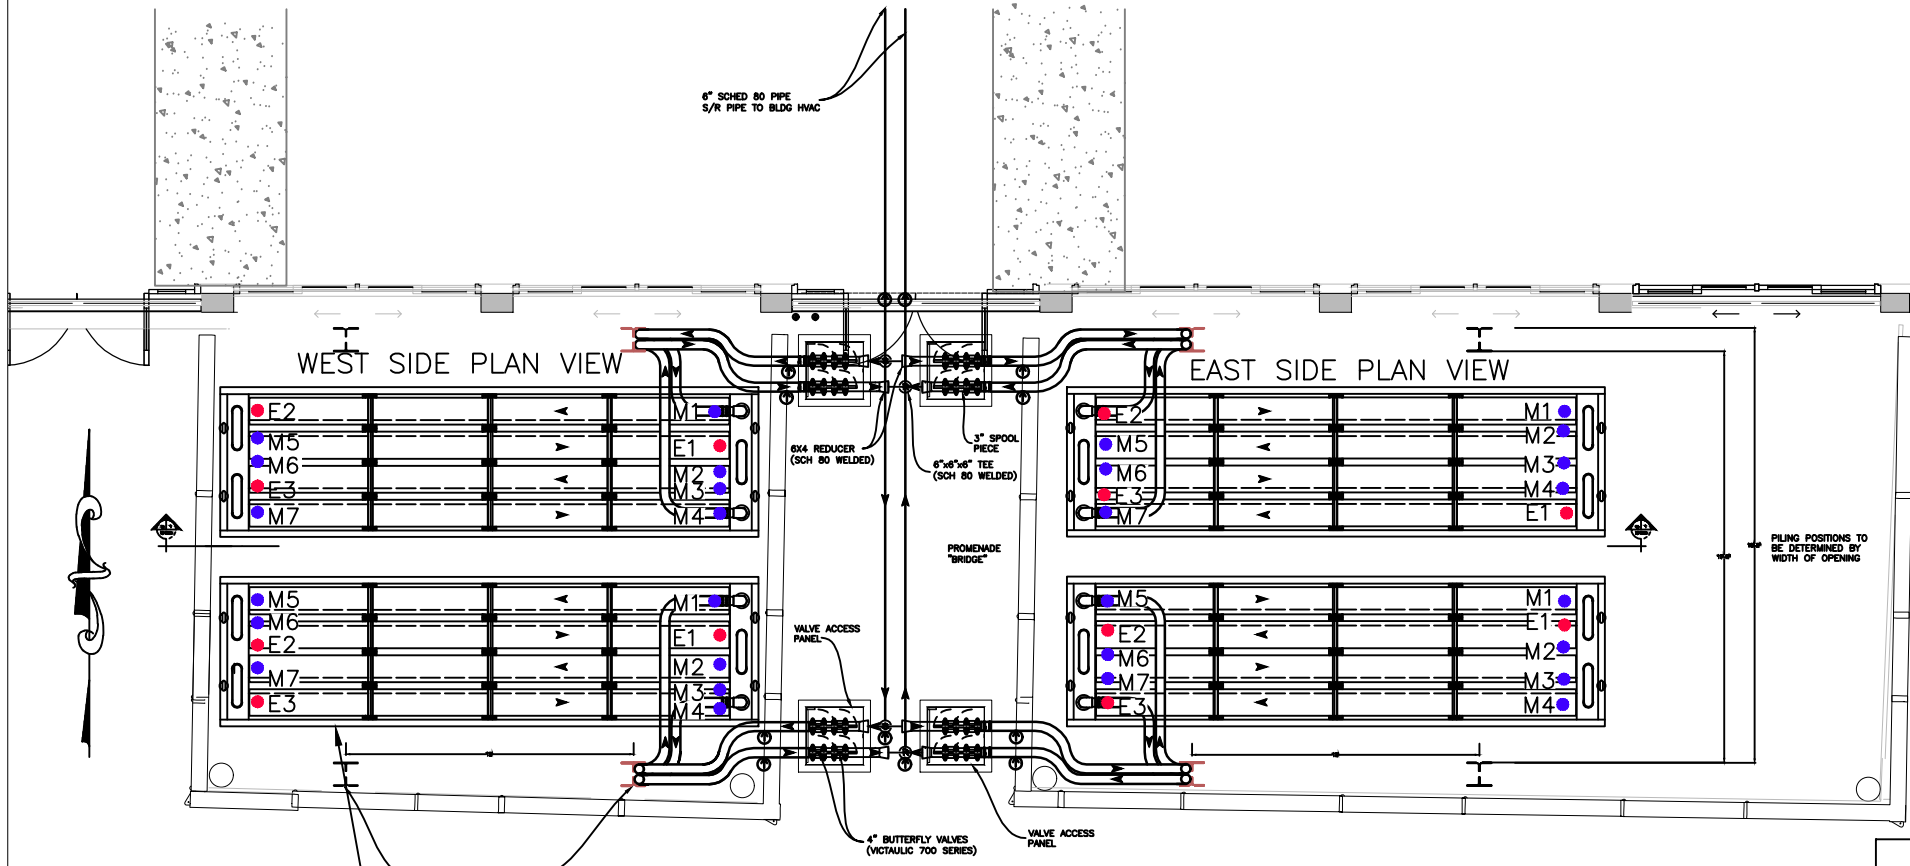 6" SCHED 80 PIPE
S/R PIPE TO BLDG HVAC
WEST SIDE PLAN VIEW
EAST SIDE PLAN VIEW
E2
M5
M6
E3
M7
M1
E1
M2
M3
M4
6X4 REDUCER
(SCH 80 WELDED)
3" SPOOL
PIECE
6"x6"x6" TEE
(SCH 80 WELDED)
E2
M5
M6
E3
M7
M1
M2
M3
M4
E1
PROMENADE
"BRIDGE"
PILING POSITIONS TO
BE DETERMINED BY
WIDTH OF OPENING
M5
M6
E2
M7
E3
M1
E1
M2
M3
M4
VALVE ACCESS
PANEL
M5
E2
M6
M7
E3
M1
E1
M2
M3
M4
4" BUTTERFLY VALVES
(VICTAULIC 700 SERIES)
VALVE ACCESS
PANEL